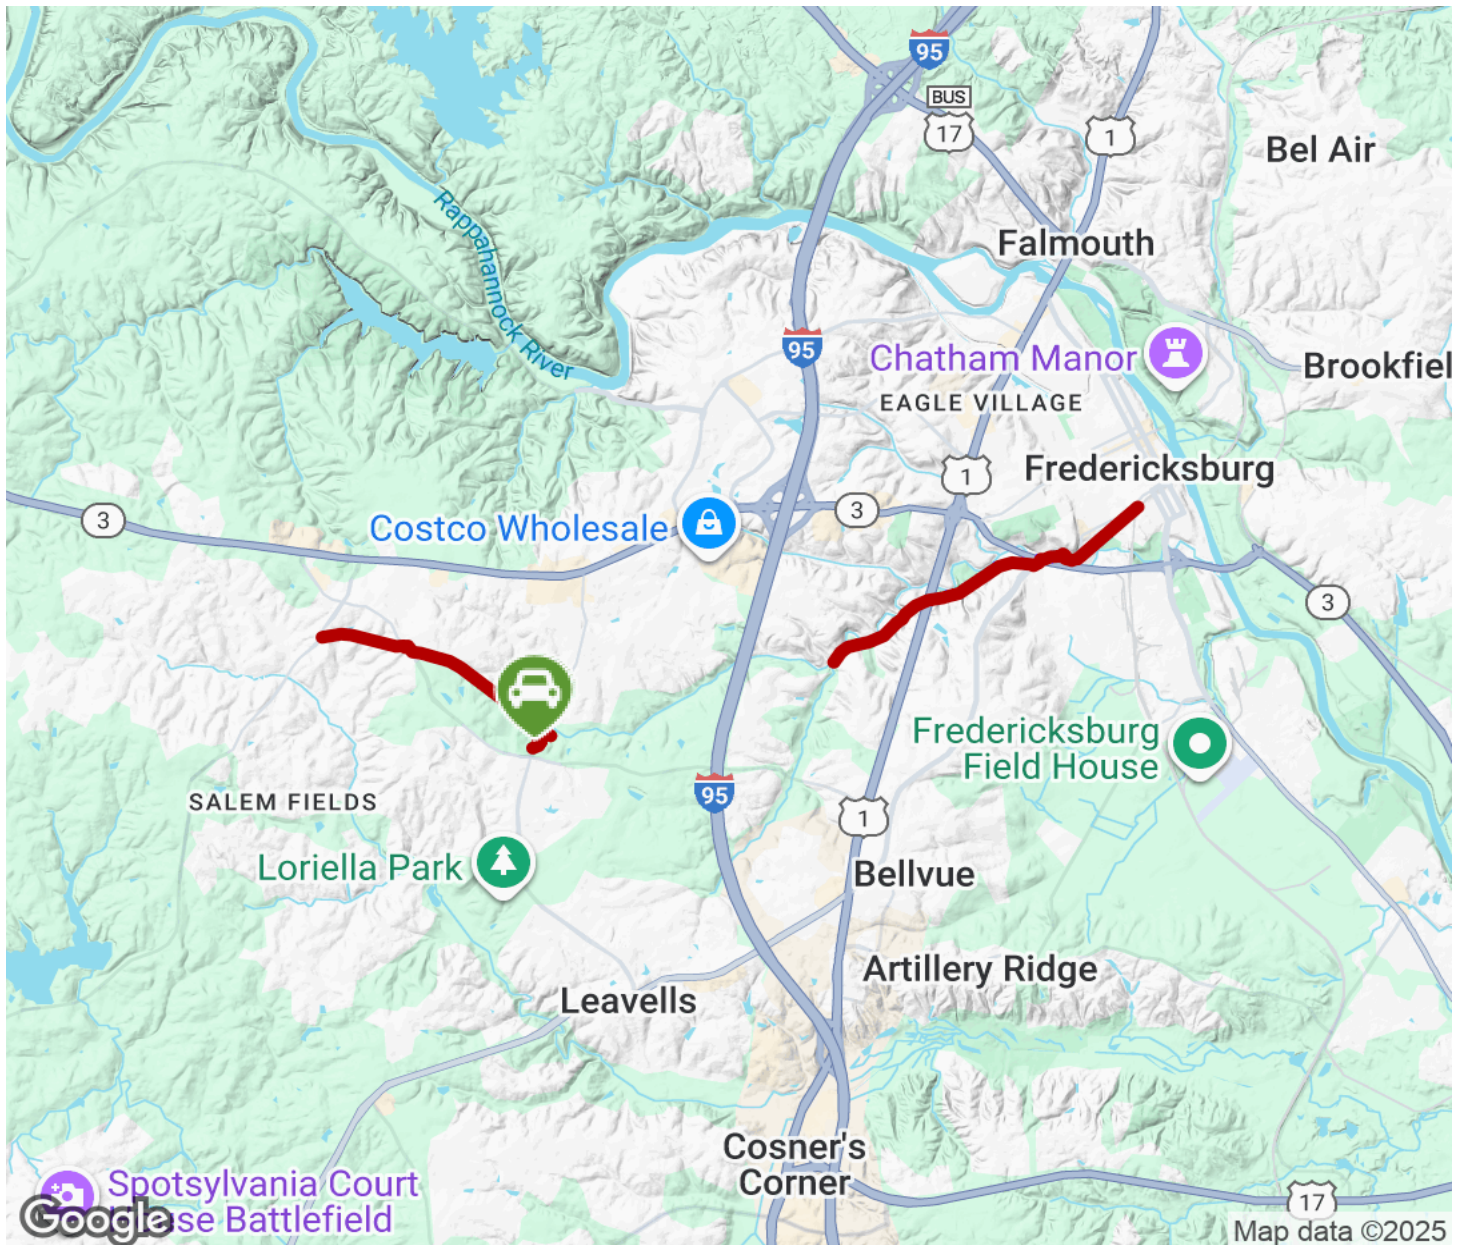 95
BUS
17
1
Bel Air
Rappahannock River
Falmouth
95
Chatham Manor
Brookfiel
EAGLE VILLAGE
1
Fredericksburg
3
Costco Wholesale
3
3
Fredericksburg
Field House
95
SALEM FIELDS
1
Loriella Park
Bellvue
Artillery Ridge
Leavells
Cosner's
Corner
Spotsylvania Court
House Battlefield
17
Google
Map data ©2025